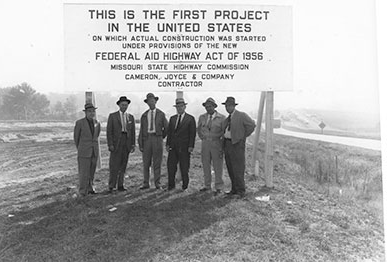 THIS IS THE FIRST PROJECT
IN THE UNITED STATES
ON WHICH ACTUAL CONSTRUCTION WAS STARTED
UNDER PROVISIONS OF THE NEW
FEDERAL AID HIGHWAY ACT OF 1956
MISSOURI STATE HIGHWAY COMMISSION
CAMERON, JOYCE & COMPANY
CONTRACTOR